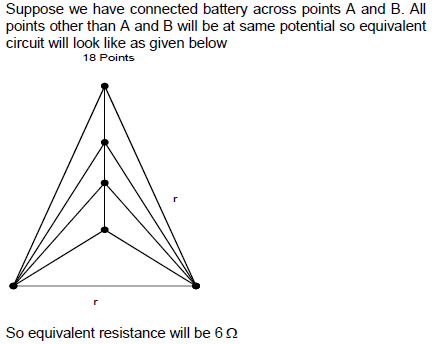 Suppose we have connected battery across points A and B. All
points other than A and B will be at same potential so equivalent
circuit will look like as given below
18 Points
r
r
So equivalent resistance will be 6 Ω